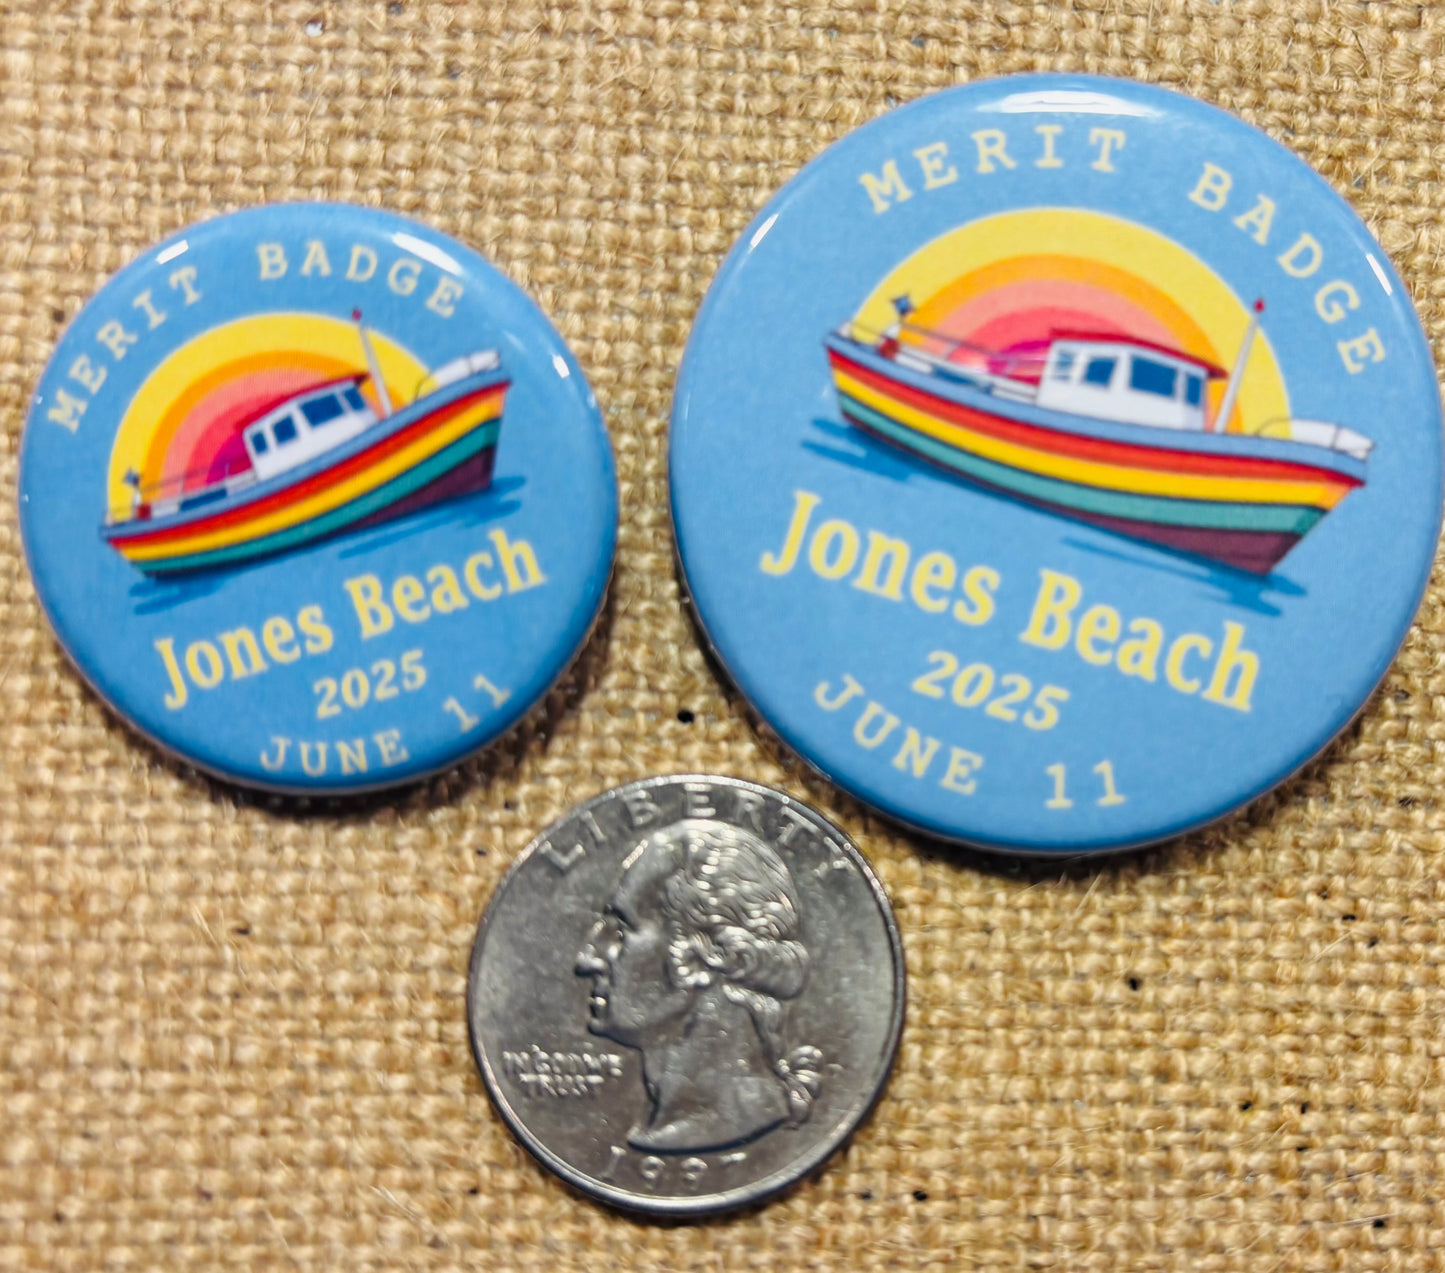 MERIT BADGE
Jones Beach
2025
JUNE 11
MERIT BADGE
Jones Beach
2025
JUNE 11
LIBERTY
IN GOD WE
TRUST
1997